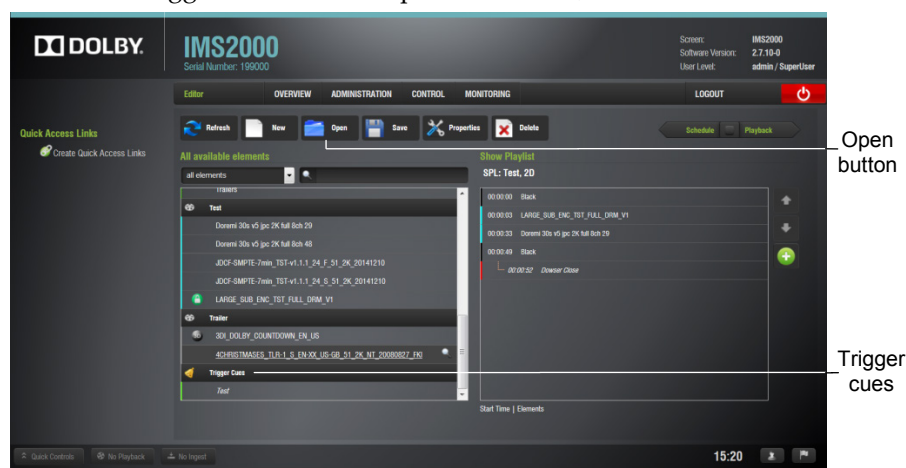 DOLBY.
IMS2000
Serial Number: 199000
Screen: IMS2000
Software Version: 2.7.10-0
User Level: admin / SuperUser
Editor OVERVIEW ADMINISTRATION CONTROL MONITORING LOGOUT
Quick Access Links
Create Quick Access Links
Refresh New Open Save Properties Delete
Schedule Playback
Open button
All available elements
all elements
Trailers
Test
Doremi 30s v5 jpc 2K full 8ch 29
Doremi 30s v5 jpc 2K full 8ch 48
JDCF-SMPTE-7min_TST-v1.1.1_24_F_51_2K_20141210
JDCF-SMPTE-7min_TST-v1.1.1_24_S_51_2K_20141210
LARGE_SUB_ENC_TST_FULL_DRM_V1
Trailer
3DI_DOLBY_COUNTDOWN_EN_US
4CHRISTMASES_TLR-1_S_EN-XX_US-GB_51_2K_NT_20080827_FKI
Trigger Cues
Test
Show Playlist
SPL: Test, 2D
00:00:00 Black
00:00:03 LARGE_SUB_ENC_TST_FULL_DRM_V1
00:00:33 Doremi 30s v5 jpc 2K full 8ch 29
00:00:49 Black
00:00:52 Dowser Close
Start Time | Elements
Trigger cues
Quick Controls No Playback No Ingest 15:20